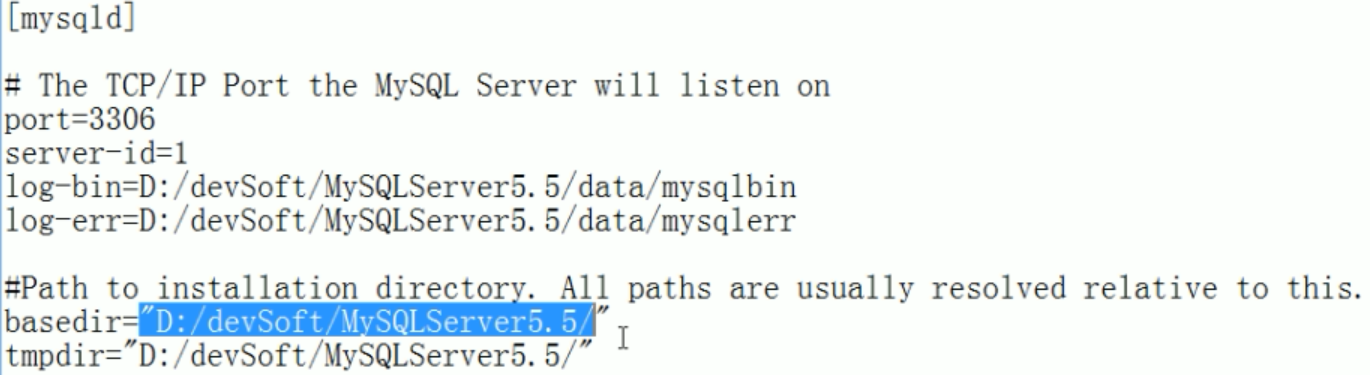 [mysqld]
# The TCP/IP Port the MySQL Server will listen on
port=3306
server-id=1
log-bin=D:/devSoft/MySQLServer5.5/data/mysqlbin
log-err=D:/devSoft/MySQLServer5.5/data/mysqlerr
#Path to installation directory. All paths are usually resolved relative to this.
basedir="D:/devSoft/MySQLServer5.5/"
tmpdir="D:/devSoft/MySQLServer5.5/"